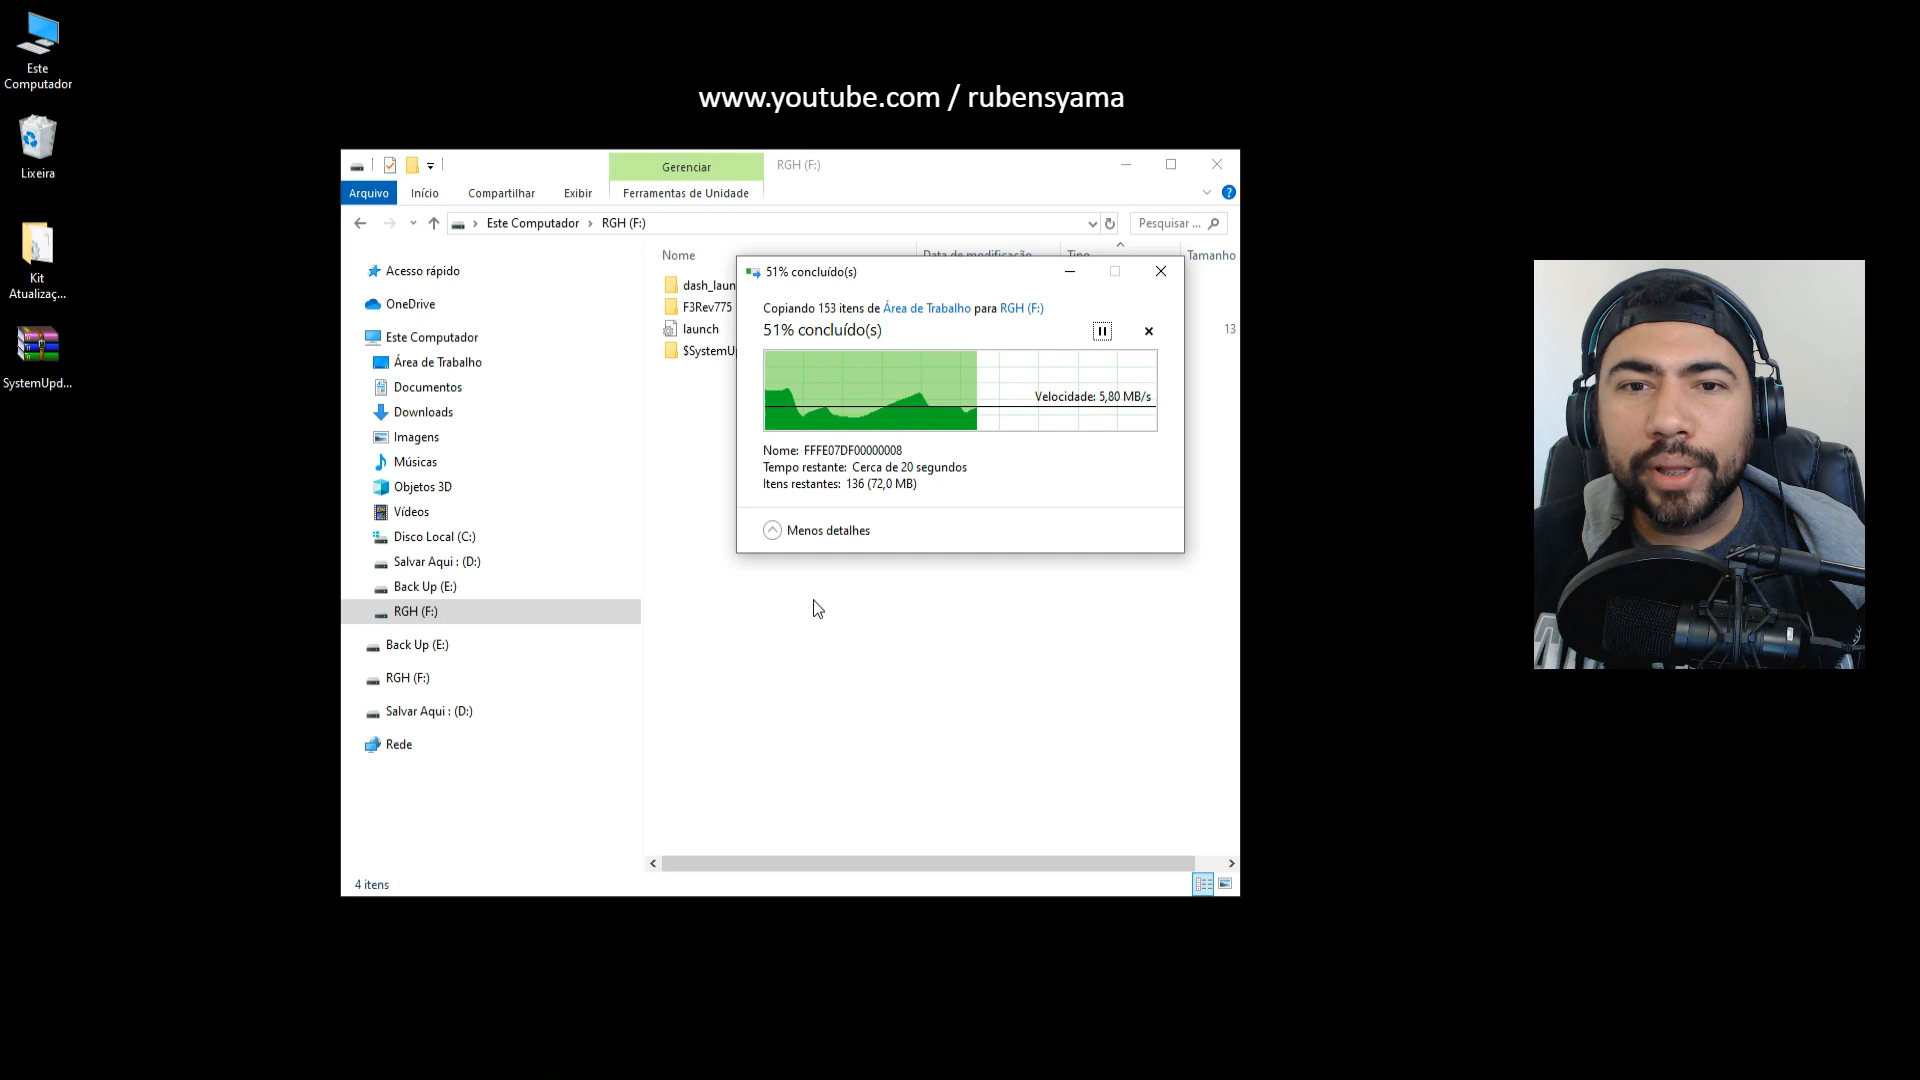 Este
Computador
Lixeira
Kit
Atualizaç...
SystemUpd...
www.youtube.com / rubensyama
Gerenciar
RGH (F:)
Arquivo
Início
Compartilhar
Exibir
Ferramentas de Unidade
Este Computador
RGH (F:)
Pesquisar ...
Nome
Data de modificação
Tipo
Tamanho
Acesso rápido
OneDrive
Este Computador
Área de Trabalho
Documentos
Downloads
Imagens
Músicas
Objetos 3D
Vídeos
Disco Local (C:)
Salvar Aqui : (D:)
Back Up (E:)
RGH (F:)
Back Up (E:)
RGH (F:)
Salvar Aqui : (D:)
Rede
dash_laun
F3Rev775
launch
13
$SystemU
51% concluído(s)
Copiando 153 itens de Área de Trabalho para RGH (F:)
51% concluído(s)
Velocidade: 5,80 MB/s
Nome: FFFE07DF00000008
Tempo restante: Cerca de 20 segundos
Itens restantes: 136 (72,0 MB)
Menos detalhes
4 itens